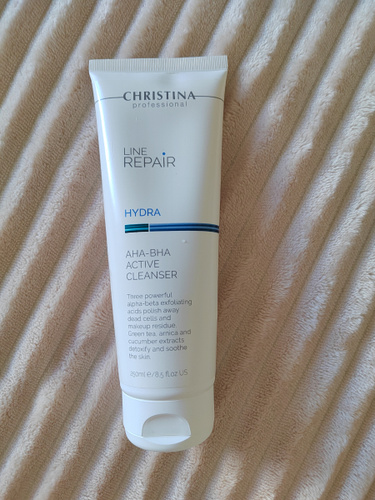 CHRISTINA
professional
LINE
REPAIR
HYDRA
AHA-BHA
ACTIVE
CLEANSER
Three powerful
alpha-beta exfoliating
acids polish away
dead cells and
makeup residue
Green tea, arnica and
cucumber extracts
detoxify and soothe
the skin
250ml e / 8.5 fl.oz US